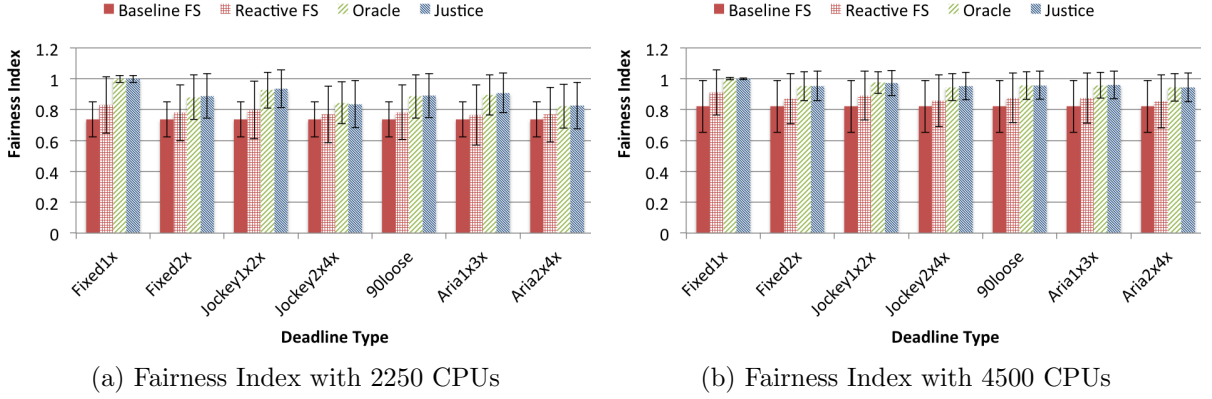 Baseline FS Reactive FS Oracle Justice
1.2
1
0.8
0.6
0.4
0.2
0
Fairness Index
Fixed1x Fixed2x Jockey1x2x Jockey2x4x 90loose Aria1x3x Aria2x4x
Deadline Type
(a) Fairness Index with 2250 CPUs
Baseline FS Reactive FS Oracle Justice
1.2
1
0.8
0.6
0.4
0.2
0
Fairness Index
Fixed1x Fixed2x Jockey1x2x Jockey2x4x 90loose Aria1x3x Aria2x4x
Deadline Type
(b) Fairness Index with 4500 CPUs